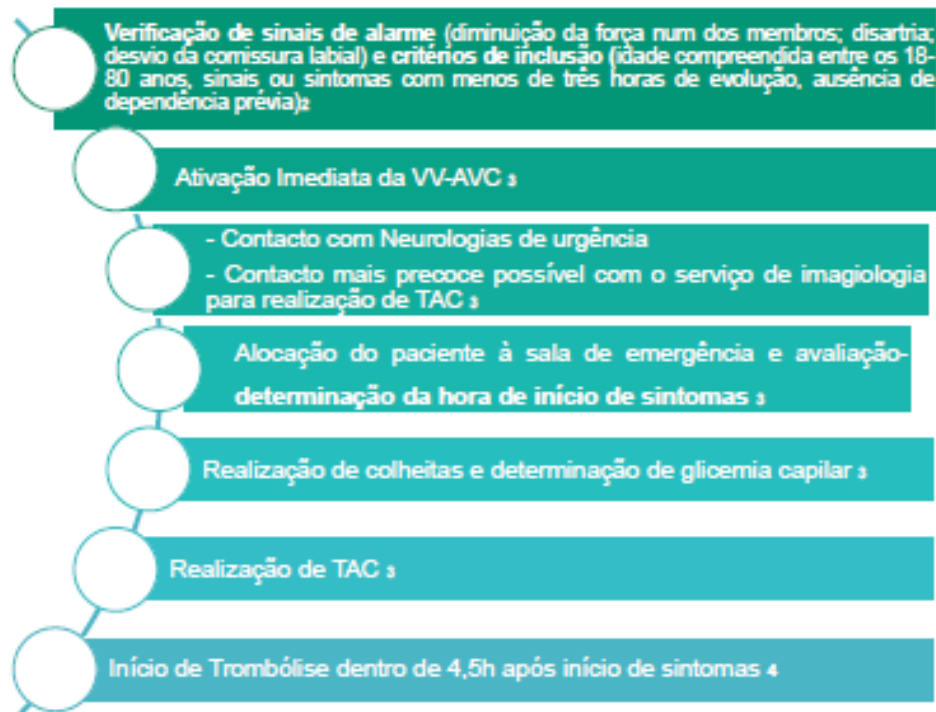 Verificação de sinais de alarme (diminuição da força num dos membros; disartria;
desvio da comissura labial) e critérios de inclusão (idade compreendida entre os 18-
80 anos, sinais ou sintomas com menos de três horas de evolução, ausência de
dependência prévia)2
Ativação Imediata da VV-AVC 3
- Contacto com Neurologias de urgência
- Contacto mais precoce possível com o serviço de imagiologia
para realização de TAC 3
Alocação do paciente à sala de emergência e avaliação-
determinação da hora de início de sintomas 3
Realização de colheitas e determinação de glicemia capilar 3
Realização de TAC 3
Início de Trombólise dentro de 4,5h após início de sintomas 4